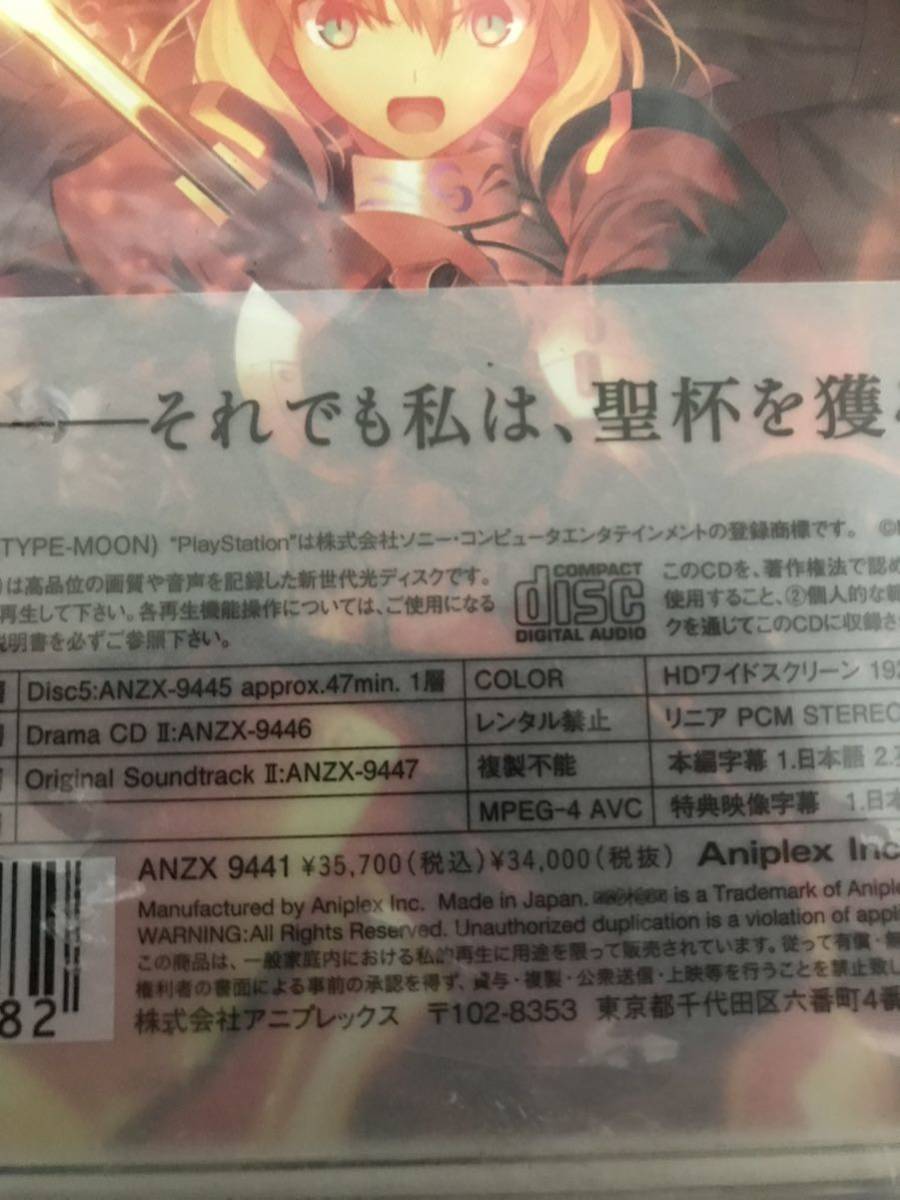 それでも私は、聖杯を獲
TYPE-MOON) "PlayStation"は株式会社ソニー・コンピュータエンタテインメントの登録商標です。 ©
)は高品位の画質や音声を記録した新世代光ディスクです。
再生して下さい。各再生機能操作については、ご使用になる
説明書を必ずご参照下さい。
COMPACT
disc
DIGITAL AUDIO
このCDを、著作権法で認め
使用すること、②個人的な範
クを通じてこのCDに収録さ
層 Disc5:ANZX-9445 approx.47min. 1層 COLOR HDワイドスクリーン 192
Drama CD II:ANZX-9446 レンタル禁止 リニア PCM STEREO
Original Soundtrack II:ANZX-9447 複製不能 本編字幕 1.日本語 2.
MPEG-4 AVC 特典映像字幕 1.日本
ANZX 9441 ¥35,700(税込)¥34,000(税抜) Aniplex Inc
Manufactured by Aniplex Inc. Made in Japan. is a Trademark of Aniple
WARNING:All Rights Reserved. Unauthorized duplication is a violation of appli
この商品は、一般家庭内における私的再生に用途を限って販売されています。従って有償・無
権利者の書面による事前の承認を得ず、貸与・複製・公衆送信・上映等を行うことを禁止致し
株式会社アニプレックス 〒102-8353 東京都千代田区六番町4番
82